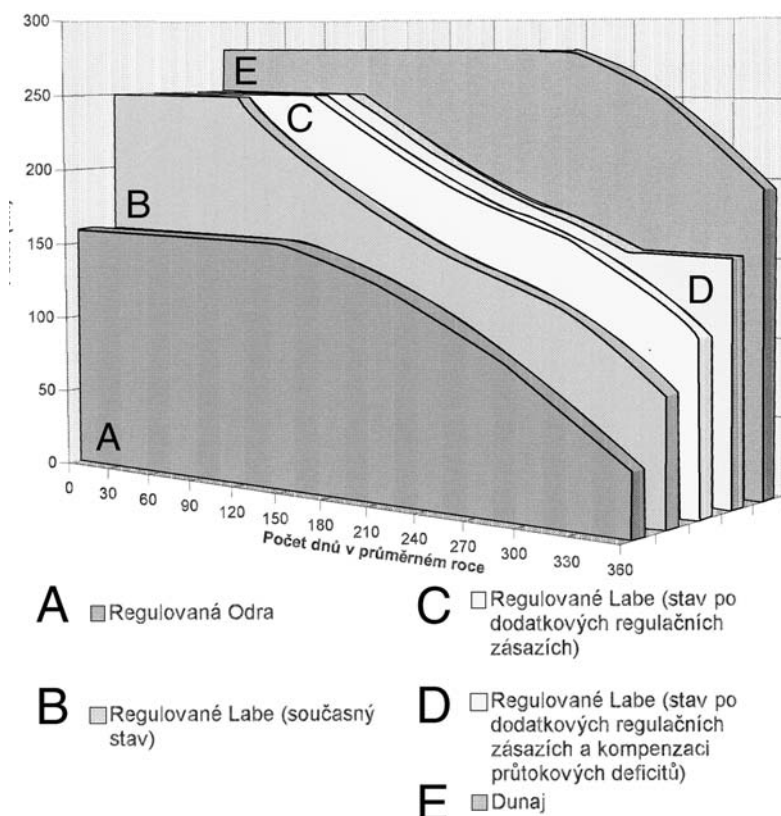 300
250
200
150
100
50
0
E
C
B
D
A
0
30
60
90
120
150
180
210
240
270
300
330
360
Počet dnů v průměrném roce
A Regulovaná Odra
B Regulované Labe (současný
stav)
C Regulované Labe (stav po
dodatkových regulačních
zásazích)
D Regulované Labe (stav po
dodatkových regulačních
zásazích a kompenzaci
průtokových deficitů)
E Dunaj